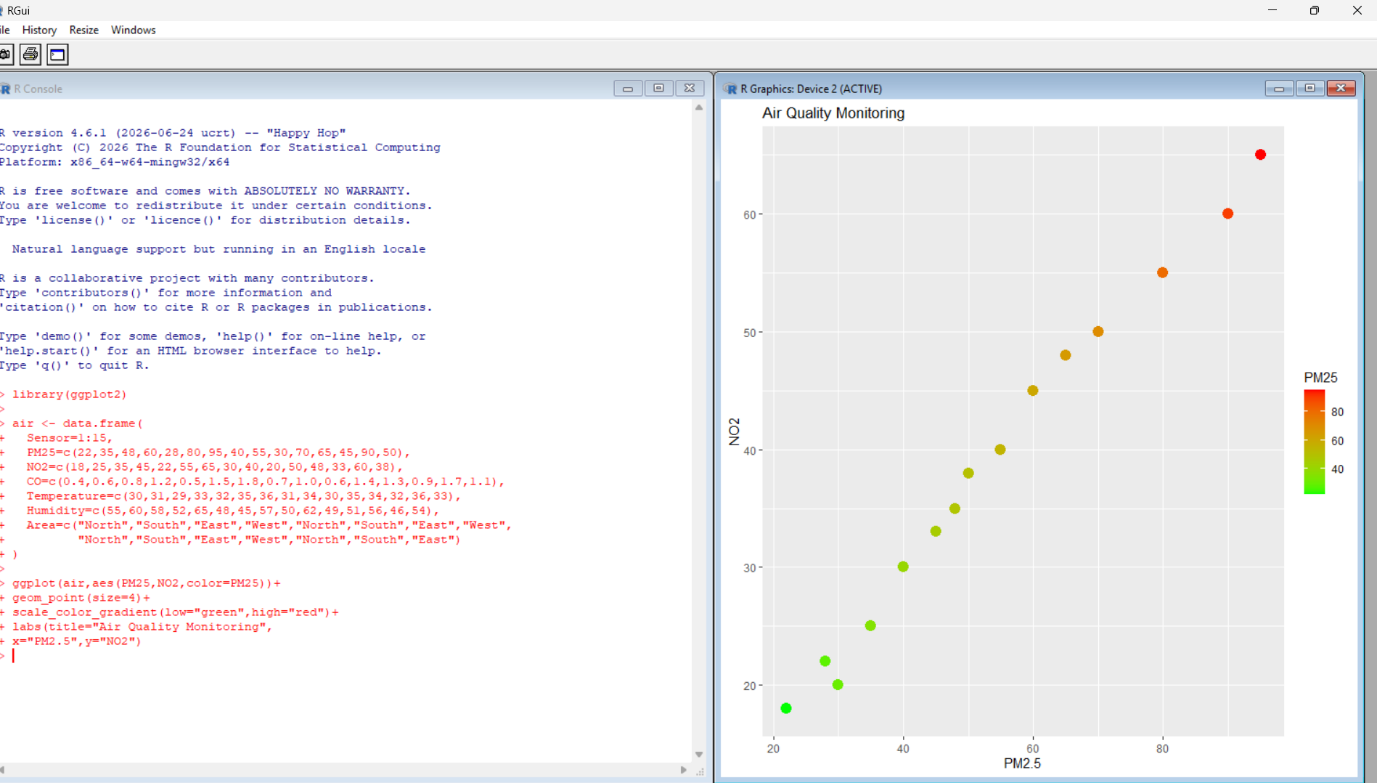 RGui
ile History Resize Windows
R Console
R version 4.6.1 (2026-06-24 ucrt) -- "Happy Hop"
Copyright (C) 2026 The R Foundation for Statistical Computing
Platform: x86_64-w64-mingw32/x64
R is free software and comes with ABSOLUTELY NO WARRANTY.
You are welcome to redistribute it under certain conditions.
Type 'license()' or 'licence()' for distribution details.
Natural language support but running in an English locale
R is a collaborative project with many contributors.
Type 'contributors()' for more information and
'citation()' on how to cite R or R packages in publications.
Type 'demo()' for some demos, 'help()' for on-line help, or
'help.start()' for an HTML browser interface to help.
Type 'q()' to quit R.
> library(ggplot2)
>
> air <- data.frame(
+   Sensor=1:15,
+   PM25=c(22,35,48,60,28,80,95,40,55,30,70,65,45,90,50),
+   NO2=c(18,25,35,45,22,55,65,30,40,20,50,48,33,60,38),
+   CO=c(0.4,0.6,0.8,1.2,0.5,1.5,1.8,0.7,1.0,0.6,1.4,1.3,0.9,1.7,1.1),
+   Temperature=c(30,31,29,33,32,35,36,31,34,30,35,34,32,36,33),
+   Humidity=c(55,60,58,52,65,48,45,57,50,62,49,51,56,46,54),
+   Area=c("North","South","East","West","North","South","East","West",
+          "North","South","East","West","North","South","East")
+ )
>
> ggplot(air,aes(PM25,NO2,color=PM25))+
+ geom_point(size=4)+
+ scale_color_gradient(low="green",high="red")+
+ labs(title="Air Quality Monitoring",
+ x="PM2.5",y="NO2")
>
R Graphics: Device 2 (ACTIVE)
Air Quality Monitoring
60
50
40
30
20
NO2
20 40 60 80
PM2.5
PM25
80
60
40